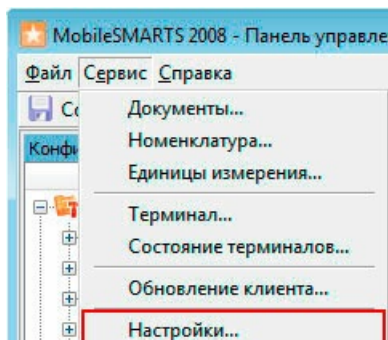 MobileSMARTS 2008 - Панель управле
Файл Сервис Справка
Документы...
Номенклатура...
Единицы измерения...
Терминал...
Состояние терминалов...
Обновление клиента...
Настройки...